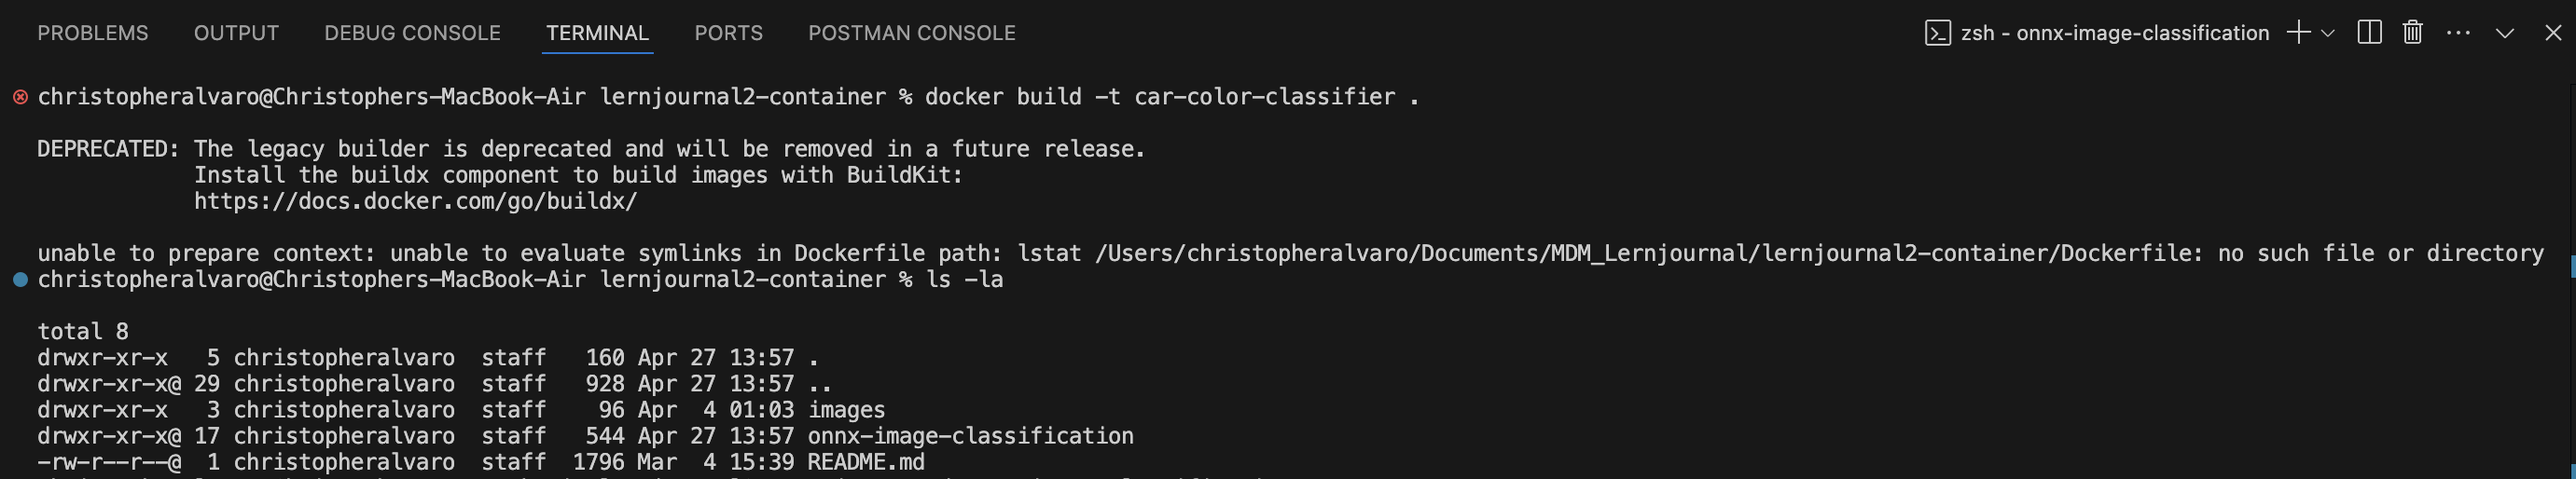 PROBLEMS OUTPUT DEBUG CONSOLE TERMINAL PORTS POSTMAN CONSOLE zsh - onnx-image-classification
christopheralvaro@Christophers-MacBook-Air lernjournal2-container % docker build -t car-color-classifier .
DEPRECATED: The legacy builder is deprecated and will be removed in a future release.
Install the buildx component to build images with BuildKit:
https://docs.docker.com/go/buildx/
unable to prepare context: unable to evaluate symlinks in Dockerfile path: lstat /Users/christopheralvaro/Documents/MDM_Lernjournal/lernjournal2-container/Dockerfile: no such file or directory
christopheralvaro@Christophers-MacBook-Air lernjournal2-container % ls -la
total 8
drwxr-xr-x   5 christopheralvaro  staff   160 Apr 27 13:57 .
drwxr-xr-x@ 29 christopheralvaro  staff   928 Apr 27 13:57 ..
drwxr-xr-x   3 christopheralvaro  staff    96 Apr  4 01:03 images
drwxr-xr-x@ 17 christopheralvaro  staff   544 Apr 27 13:57 onnx-image-classification
-rw-r--r--@  1 christopheralvaro  staff  1796 Mar  4 15:39 README.md